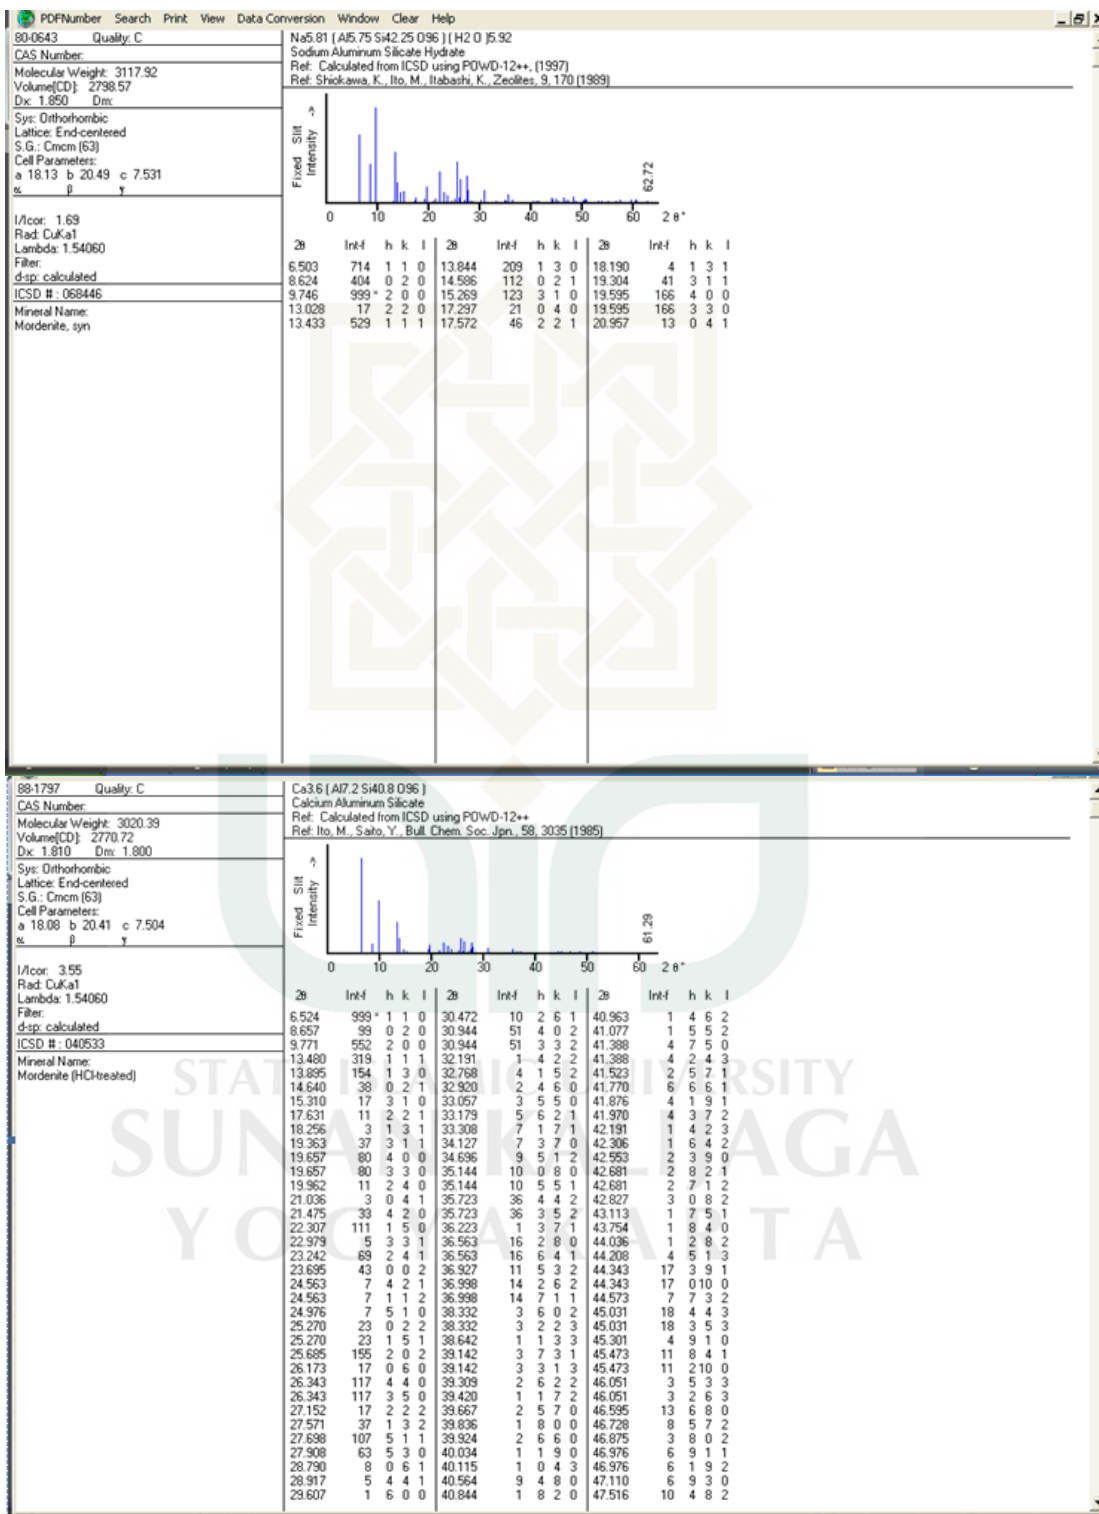 PDFNumber Search Print View Data Conversion Window Clear Help
80-0643 Quality: C
CAS Number:
Molecular Weight: 3117.92
Volume[CD]: 2798.57
Dx: 1.850 Dm:
Sys: Orthorhombic
Lattice: End-centered
S.G.: Cmcm (63)
Cell Parameters:
a 18.13 b 20.49 c 7.531
α β γ
I/Icor: 1.69
Rad: CuKa1
Lambda: 1.54060
Filter:
d-sp: calculated
ICSD # : 068446
Mineral Name:
Mordenite, syn
Na5.81 ( Al5.75 Si42.25 O96 ) ( H2 O )5.92
Sodium Aluminum Silicate Hydrate
Ref: Calculated from ICSD using POWD-12++, (1997)
Ref: Shiokawa, K., Ito, M., Itabashi, K., Zeolites, 9, 170 (1989)
Fixed Slit
Intensity ->
62.72
0 10 20 30 40 50 60 2 θ°
2θ Int-f h k l 2θ Int-f h k l 2θ Int-f h k l
6.503 714 1 1 0 13.844 209 1 3 0 18.190 4 1 3 1
8.624 404 0 2 0 14.586 112 0 2 1 19.304 41 3 1 1
9.746 999 * 2 0 0 15.269 123 3 1 0 19.595 166 4 0 0
13.028 17 2 2 0 17.297 21 0 4 0 19.595 166 3 3 0
13.433 529 1 1 1 17.572 46 2 2 1 20.957 13 0 4 1
88-1797 Quality: C
CAS Number:
Molecular Weight: 3020.39
Volume[CD]: 2770.72
Dx: 1.810 Dm: 1.800
Sys: Orthorhombic
Lattice: End-centered
S.G.: Cmcm (63)
Cell Parameters:
a 18.08 b 20.41 c 7.504
α β γ
I/Icor: 3.55
Rad: CuKa1
Lambda: 1.54060
Filter:
d-sp: calculated
ICSD # : 040533
Mineral Name:
Mordenite (HCl-treated)
Ca3.6 ( Al7.2 Si40.8 O96 )
Calcium Aluminum Silicate
Ref: Calculated from ICSD using POWD-12++
Ref: Ito, M., Saito, Y., Bull. Chem. Soc. Jpn., 58, 3035 (1985)
Fixed Slit
Intensity ->
61.29
0 10 20 30 40 50 60 2 θ°
2θ Int-f h k l 2θ Int-f h k l 2θ Int-f h k l
6.524 999 * 1 1 0 30.472 10 2 6 1 40.963 1 4 6 2
8.657 99 0 2 0 30.944 51 4 0 2 41.077 1 5 5 2
9.771 552 2 0 0 30.944 51 3 3 2 41.388 4 7 5 0
13.480 319 1 1 1 32.191 1 4 2 2 41.388 4 2 4 3
13.895 154 1 3 0 32.768 4 1 5 2 41.523 2 5 7 1
14.640 38 0 2 1 32.920 2 4 6 0 41.770 6 6 6 1
15.310 17 3 1 0 33.057 3 5 5 0 41.876 4 1 9 1
17.631 11 2 2 1 33.179 5 6 2 1 41.970 4 3 7 2
18.256 3 1 3 1 33.308 7 1 7 1 42.191 1 4 2 3
19.363 37 3 1 1 34.127 7 3 7 0 42.306 1 6 4 2
19.657 80 4 0 0 34.696 9 5 1 2 42.553 2 3 9 0
19.657 80 3 3 0 35.144 10 0 8 0 42.681 2 8 2 1
19.962 11 2 4 0 35.144 10 5 5 1 42.681 2 7 1 2
21.036 3 0 4 1 35.723 36 4 4 2 42.827 3 0 8 2
21.475 33 4 2 0 35.723 36 3 5 2 43.113 1 7 5 1
22.307 111 1 5 0 36.223 1 3 7 1 43.754 1 8 4 0
22.979 5 3 3 1 36.563 16 2 8 0 44.036 1 2 8 2
23.242 69 2 4 1 36.563 16 6 4 1 44.208 4 5 1 3
23.695 43 0 0 2 36.927 11 5 3 2 44.343 17 3 9 1
24.563 7 4 2 1 36.998 14 2 6 2 44.343 17 0 10 0
24.563 7 1 1 2 36.998 14 7 1 1 44.573 7 7 3 2
24.976 7 5 1 0 38.332 3 6 0 2 45.031 18 4 4 3
25.270 23 0 2 2 38.332 3 2 2 3 45.031 18 3 5 3
25.270 23 1 5 1 38.642 1 1 3 3 45.301 4 9 1 0
25.685 155 2 0 2 39.142 3 7 3 1 45.473 11 8 4 1
26.173 17 0 6 0 39.142 3 3 1 3 45.473 11 2 10 0
26.343 117 4 4 0 39.309 2 6 2 2 46.051 3 5 3 3
26.343 117 3 5 0 39.420 1 1 7 2 46.051 3 2 6 3
27.152 17 2 2 2 39.667 2 5 7 0 46.595 13 6 8 0
27.571 37 1 3 2 39.836 1 8 0 0 46.728 8 5 7 2
27.698 107 5 1 1 39.924 2 6 6 0 46.875 3 8 0 2
27.908 63 5 3 0 40.034 1 1 9 0 46.976 6 9 1 1
28.790 8 0 6 1 40.115 1 0 4 3 46.976 6 1 9 2
28.917 5 4 4 1 40.564 9 4 8 0 47.110 6 9 3 0
29.607 1 6 0 0 40.844 1 8 2 0 47.516 10 4 8 2
STATE ISLAMIC UNIVERSITY
SUNAN KALIJAGA
YOGYAKARTA